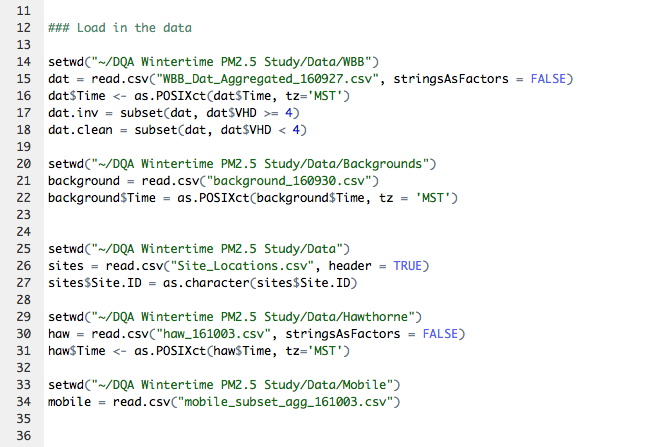 11
12 ### Load in the data
13
14 setwd("~/DQA Wintertime PM2.5 Study/Data/WBB")
15 dat = read.csv("WBB_Dat_Aggregated_160927.csv", stringsAsFactors = FALSE)
16 dat$Time <- as.POSIXct(dat$Time, tz='MST')
17 dat.inv = subset(dat, dat$VHD >= 4)
18 dat.clean = subset(dat, dat$VHD < 4)
19
20 setwd("~/DQA Wintertime PM2.5 Study/Data/Backgrounds")
21 background = read.csv("background_160930.csv")
22 background$Time = as.POSIXct(background$Time, tz = 'MST')
23
24
25 setwd("~/DQA Wintertime PM2.5 Study/Data")
26 sites = read.csv("Site_Locations.csv", header = TRUE)
27 sites$Site.ID = as.character(sites$Site.ID)
28
29 setwd("~/DQA Wintertime PM2.5 Study/Data/Hawthorne")
30 haw = read.csv("haw_161003.csv", stringsAsFactors = FALSE)
31 haw$Time <- as.POSIXct(haw$Time, tz='MST')
32
33 setwd("~/DQA Wintertime PM2.5 Study/Data/Mobile")
34 mobile = read.csv("mobile_subset_agg_161003.csv")
35
36